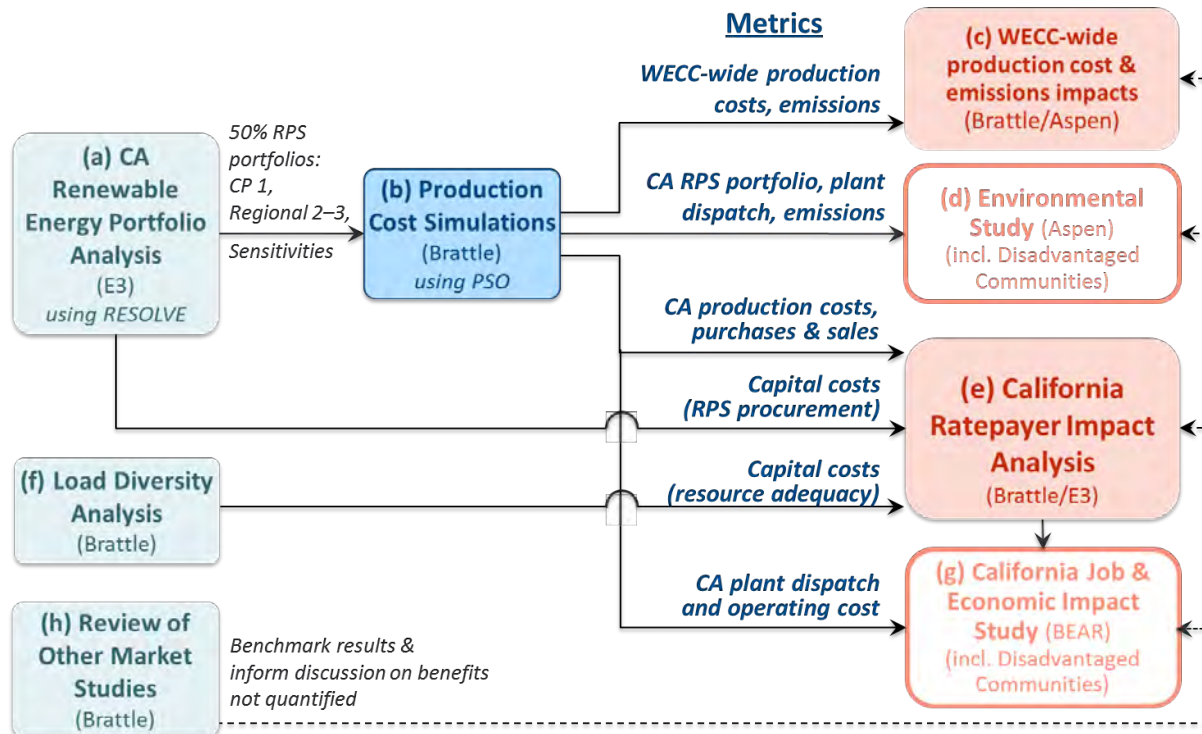 Metrics
(a) CA
Renewable
Energy Portfolio
Analysis
(E3)
using RESOLVE
50% RPS
portfolios:
CP 1,
Regional 2–3,
Sensitivities
(b) Production
Cost Simulations
(Brattle)
using PSO
WECC-wide production
costs, emissions
(c) WECC-wide
production cost &
emissions impacts
(Brattle/Aspen)
CA RPS portfolio, plant
dispatch, emissions
(d) Environmental
Study (Aspen)
(incl. Disadvantaged
Communities)
CA production costs,
purchases & sales
Capital costs
(RPS procurement)
(e) California
Ratepayer Impact
Analysis
(Brattle/E3)
(f) Load Diversity
Analysis
(Brattle)
Capital costs
(resource adequacy)
CA plant dispatch
and operating cost
(g) California Job &
Economic Impact
Study (BEAR)
(incl. Disadvantaged
Communities)
(h) Review of
Other Market
Studies
(Brattle)
Benchmark results &
inform discussion on benefits
not quantified